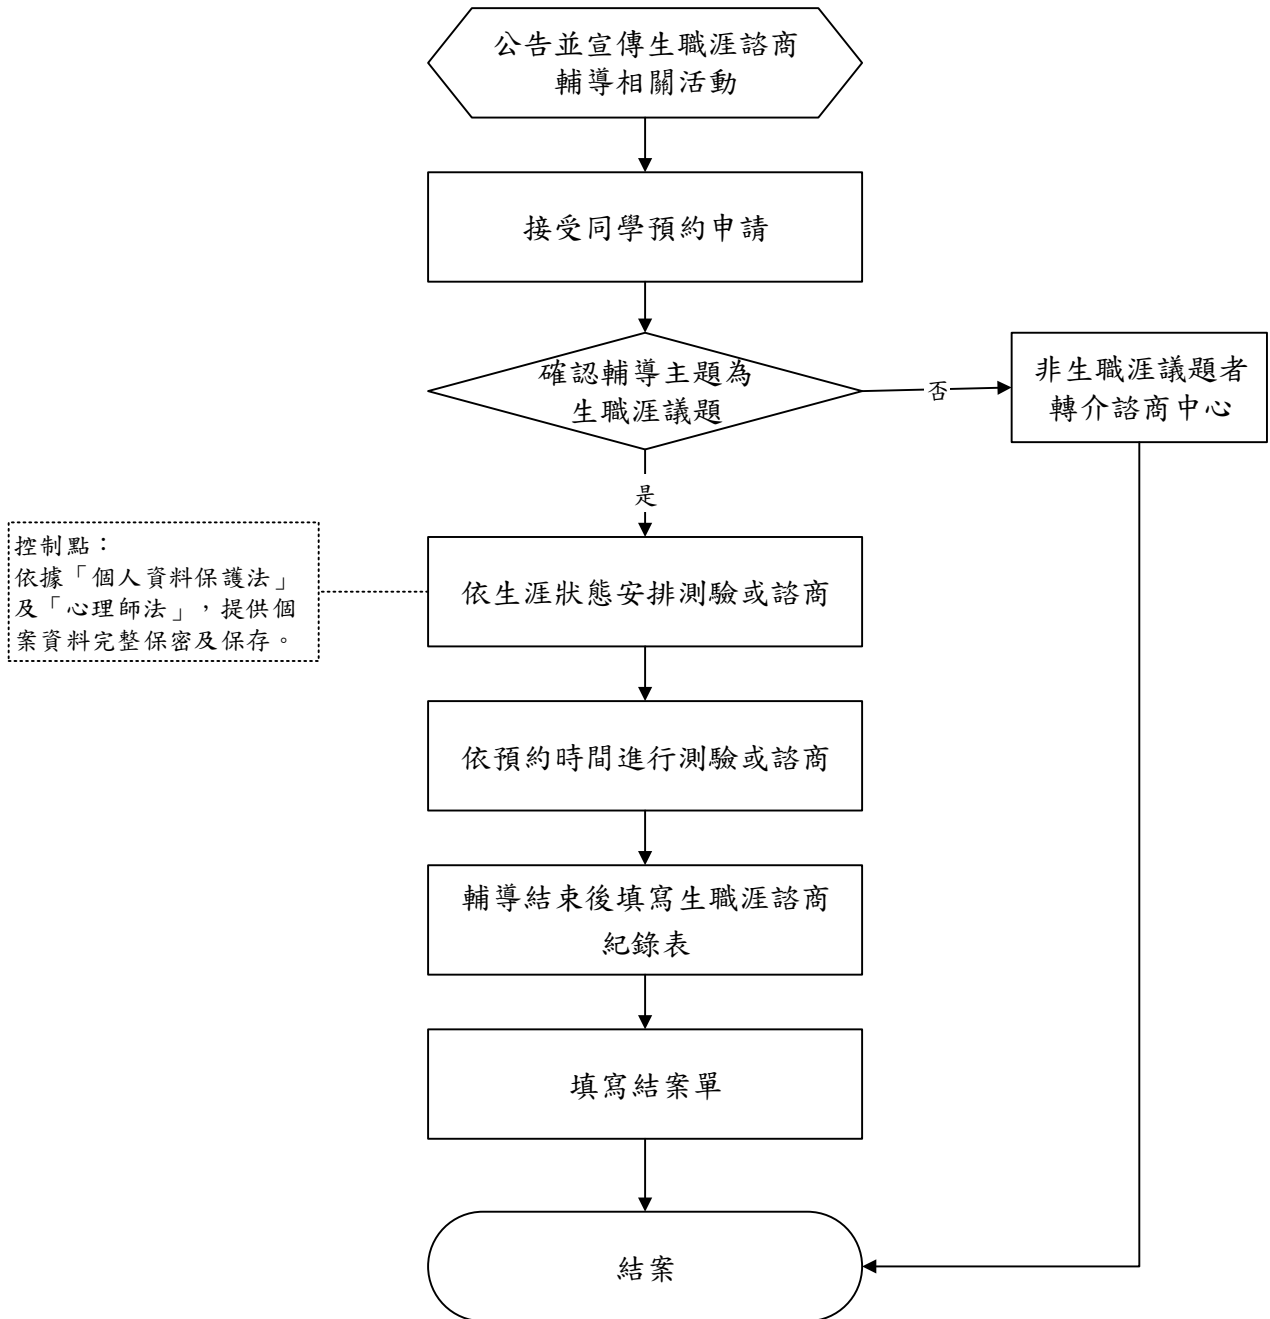 公告並宣傳生職涯諮商
輔導相關活動
接受同學預約申請
確認輔導主題為
生職涯議題
否
非生職涯議題者
轉介諮商中心
是
控制點：
依據「個人資料保護法」
及「心理師法」，提供個
案資料完整保密及保存。
依生涯狀態安排測驗或諮商
依預約時間進行測驗或諮商
輔導結束後填寫生職涯諮商
紀錄表
填寫結案單
結案